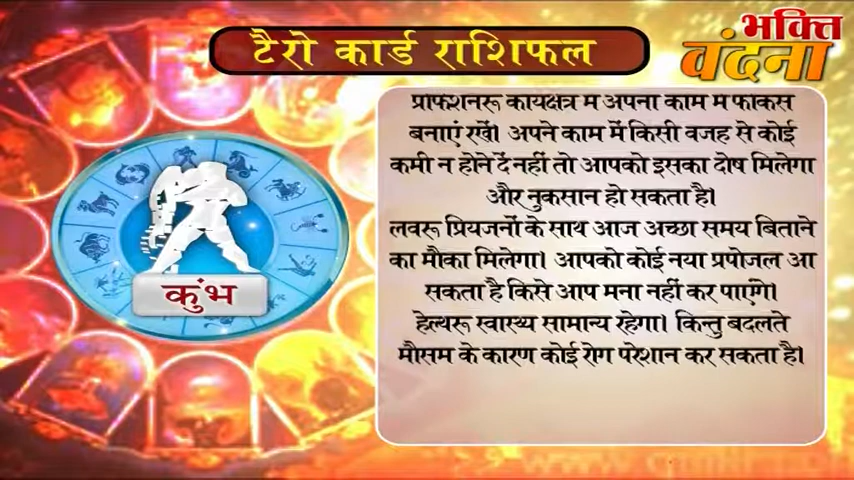 टैरो कार्ड राशिफल
भक्ति
वंदना
प्रोफेशनरू कार्यक्षेत्र में अपना काम में फोकस
बनाएं रखें। अपने काम में किसी वजह से कोई
कमी न होने दें नहीं तो आपको इसका दोष मिलेगा
और नुकसान हो सकता है।
लवरू प्रियजनों के साथ आज अच्छा समय बिताने
का मौका मिलेगा। आपको कोई नया प्रपोजल आ
सकता है किसे आप मना नहीं कर पाएंगे।
हेल्थरू स्वास्थ्य सामान्य रहेगा। किन्तु बदलते
मौसम के कारण कोई रोग परेशान कर सकता है।
कुंभ